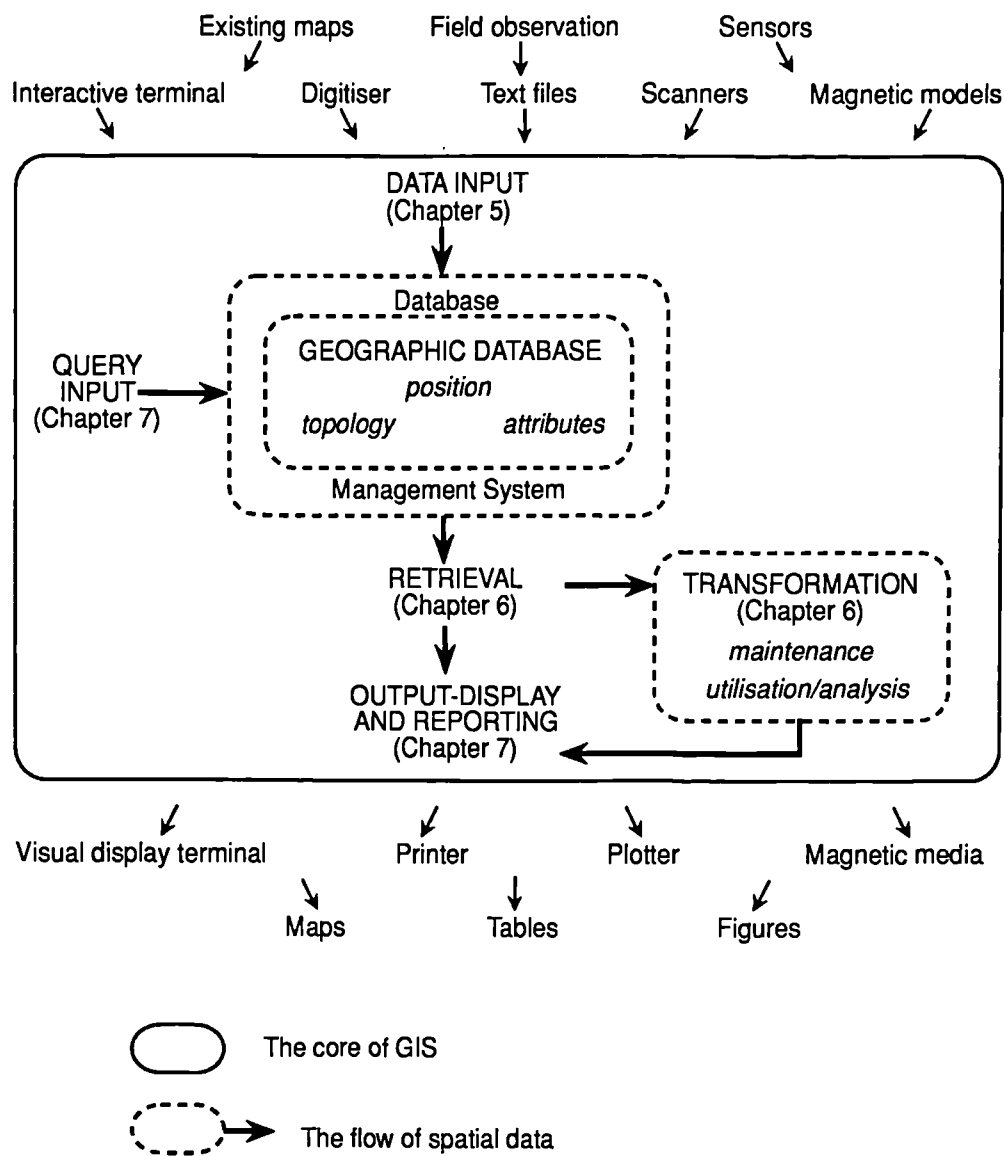 Existing maps
Field observation
Sensors
Interactive terminal
Digitiser
Text files
Scanners
Magnetic models
DATA INPUT
(Chapter 5)
Database
GEOGRAPHIC DATABASE
position
topology
attributes
Management System
QUERY
INPUT
(Chapter 7)
RETRIEVAL
(Chapter 6)
TRANSFORMATION
(Chapter 6)
maintenance
utilisation/analysis
OUTPUT-DISPLAY
AND REPORTING
(Chapter 7)
Visual display terminal
Printer
Plotter
Magnetic media
Maps
Tables
Figures
The core of GIS
The flow of spatial data